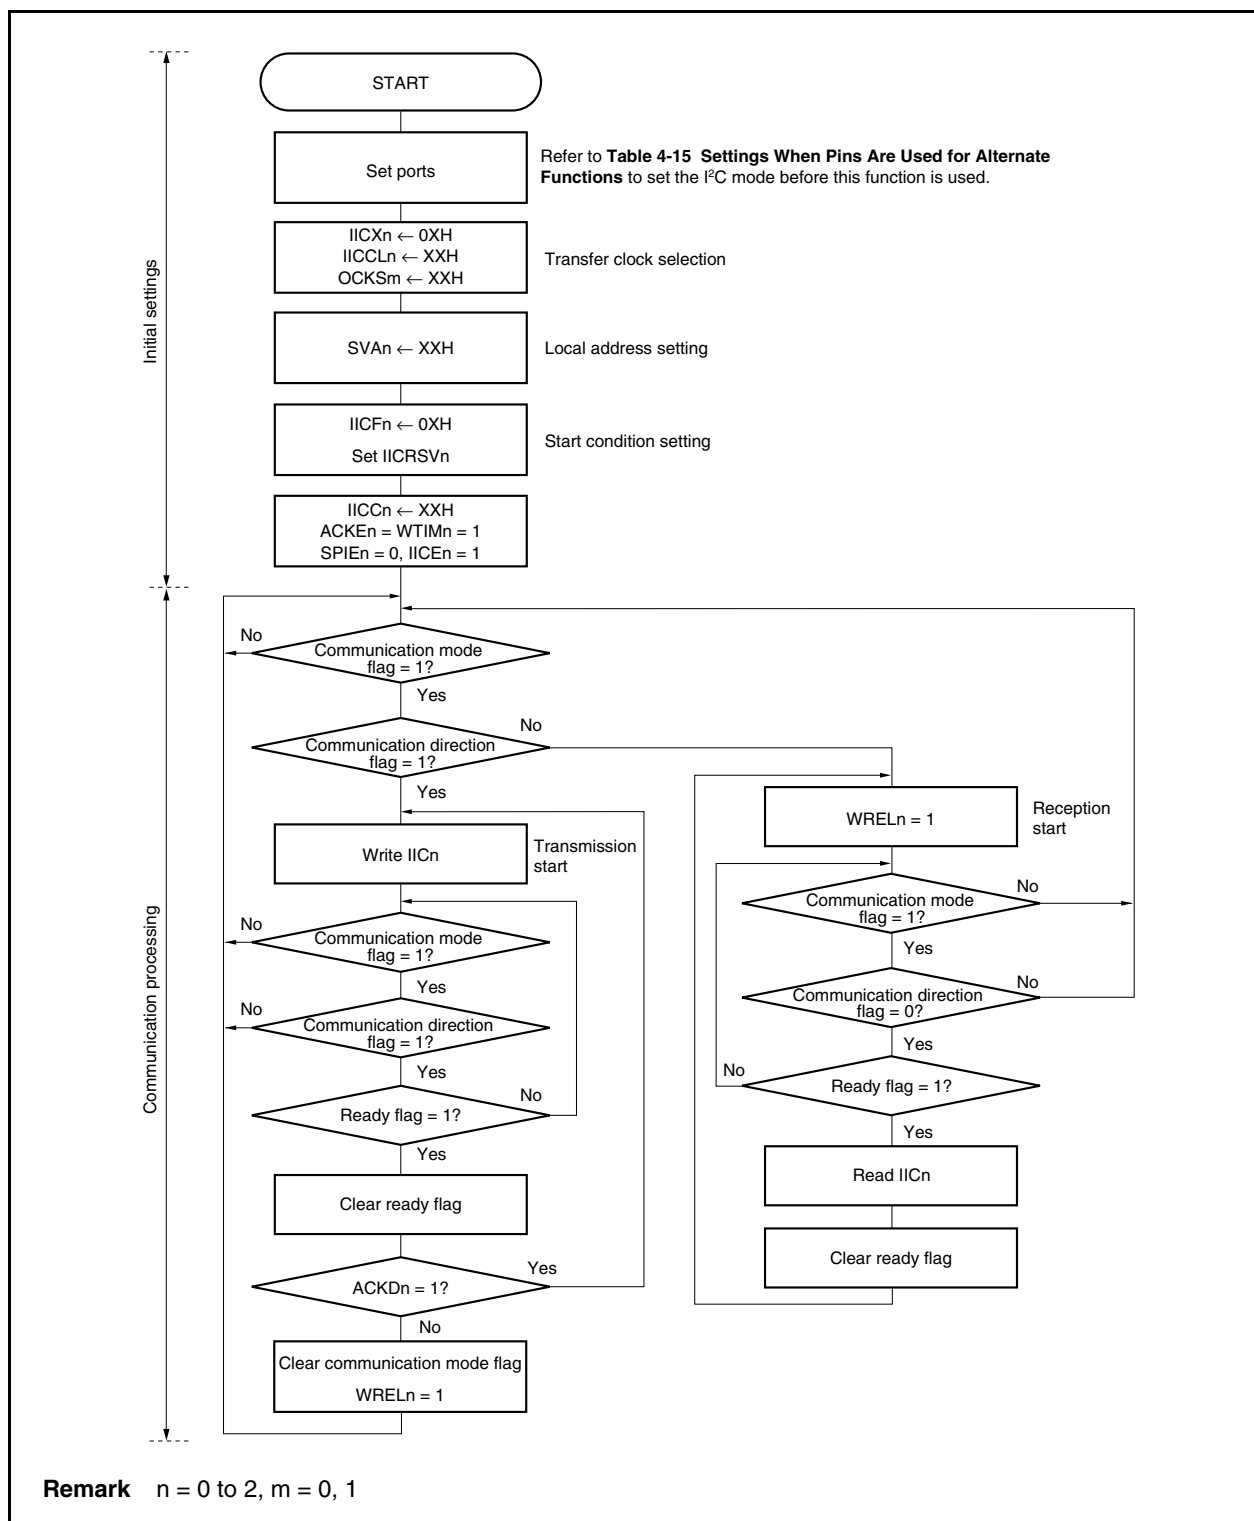 START
Set ports
Refer to Table 4-15 Settings When Pins Are Used for Alternate
Functions to set the I²C mode before this function is used.
IICXn ← 0XH
IICCLn ← XXH
OCKSm ← XXH
Transfer clock selection
SVAn ← XXH
Local address setting
IICFn ← 0XH
Set IICRSVn
Start condition setting
IICCn ← XXH
ACKEn = WTIMn = 1
SPIEn = 0, IICEn = 1
Initial settings
No
Communication mode
flag = 1?
Yes
No
Communication direction
flag = 1?
Yes
Write IICn
Transmission
start
No
Communication mode
flag = 1?
Yes
No
Communication direction
flag = 1?
Yes
No
Ready flag = 1?
Yes
Clear ready flag
Yes
ACKDn = 1?
No
Clear communication mode flag
WRELn = 1
WRELn = 1
Reception
start
No
Communication mode
flag = 1?
Yes
No
Communication direction
flag = 0?
Yes
No
Ready flag = 1?
Yes
Read IICn
Clear ready flag
Communication processing
Remark n = 0 to 2, m = 0, 1